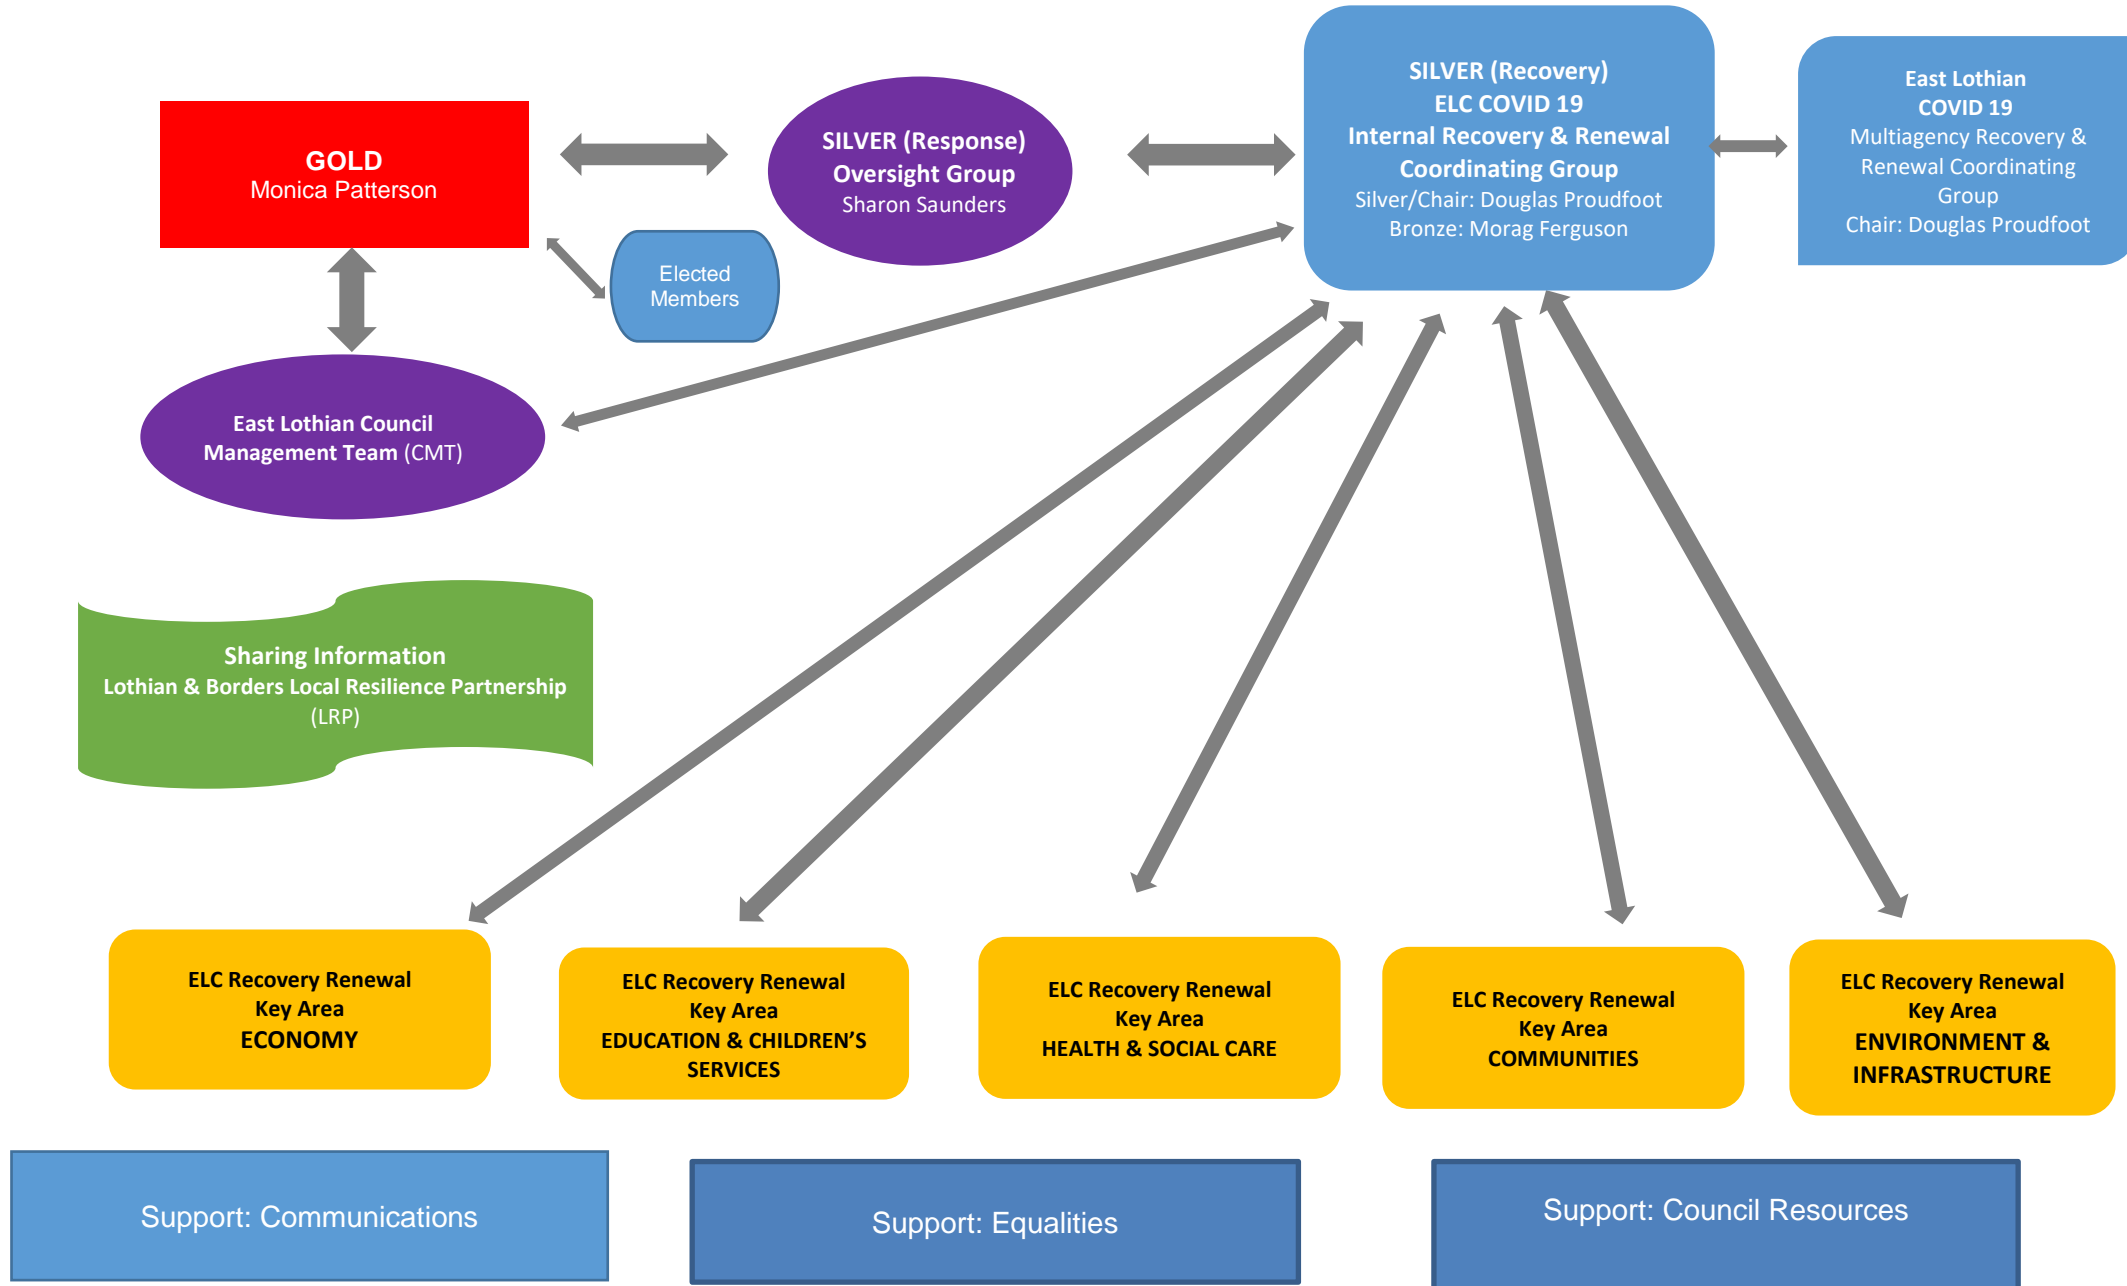 GOLD
Monica Patterson
SILVER (Response)
Oversight Group
Sharon Saunders
SILVER (Recovery)
ELC COVID 19
Internal Recovery & Renewal
Coordinating Group
Silver/Chair: Douglas Proudfoot
Bronze: Morag Ferguson
East Lothian
COVID 19
Multiagency Recovery &
Renewal Coordinating
Group
Chair: Douglas Proudfoot
Elected
Members
East Lothian Council
Management Team (CMT)
Sharing Information
Lothian & Borders Local Resilience Partnership
(LRP)
ELC Recovery Renewal
Key Area
ECONOMY
ELC Recovery Renewal
Key Area
EDUCATION & CHILDREN’S
SERVICES
ELC Recovery Renewal
Key Area
HEALTH & SOCIAL CARE
ELC Recovery Renewal
Key Area
COMMUNITIES
ELC Recovery Renewal
Key Area
ENVIRONMENT &
INFRASTRUCTURE
Support: Communications
Support: Equalities
Support: Council Resources